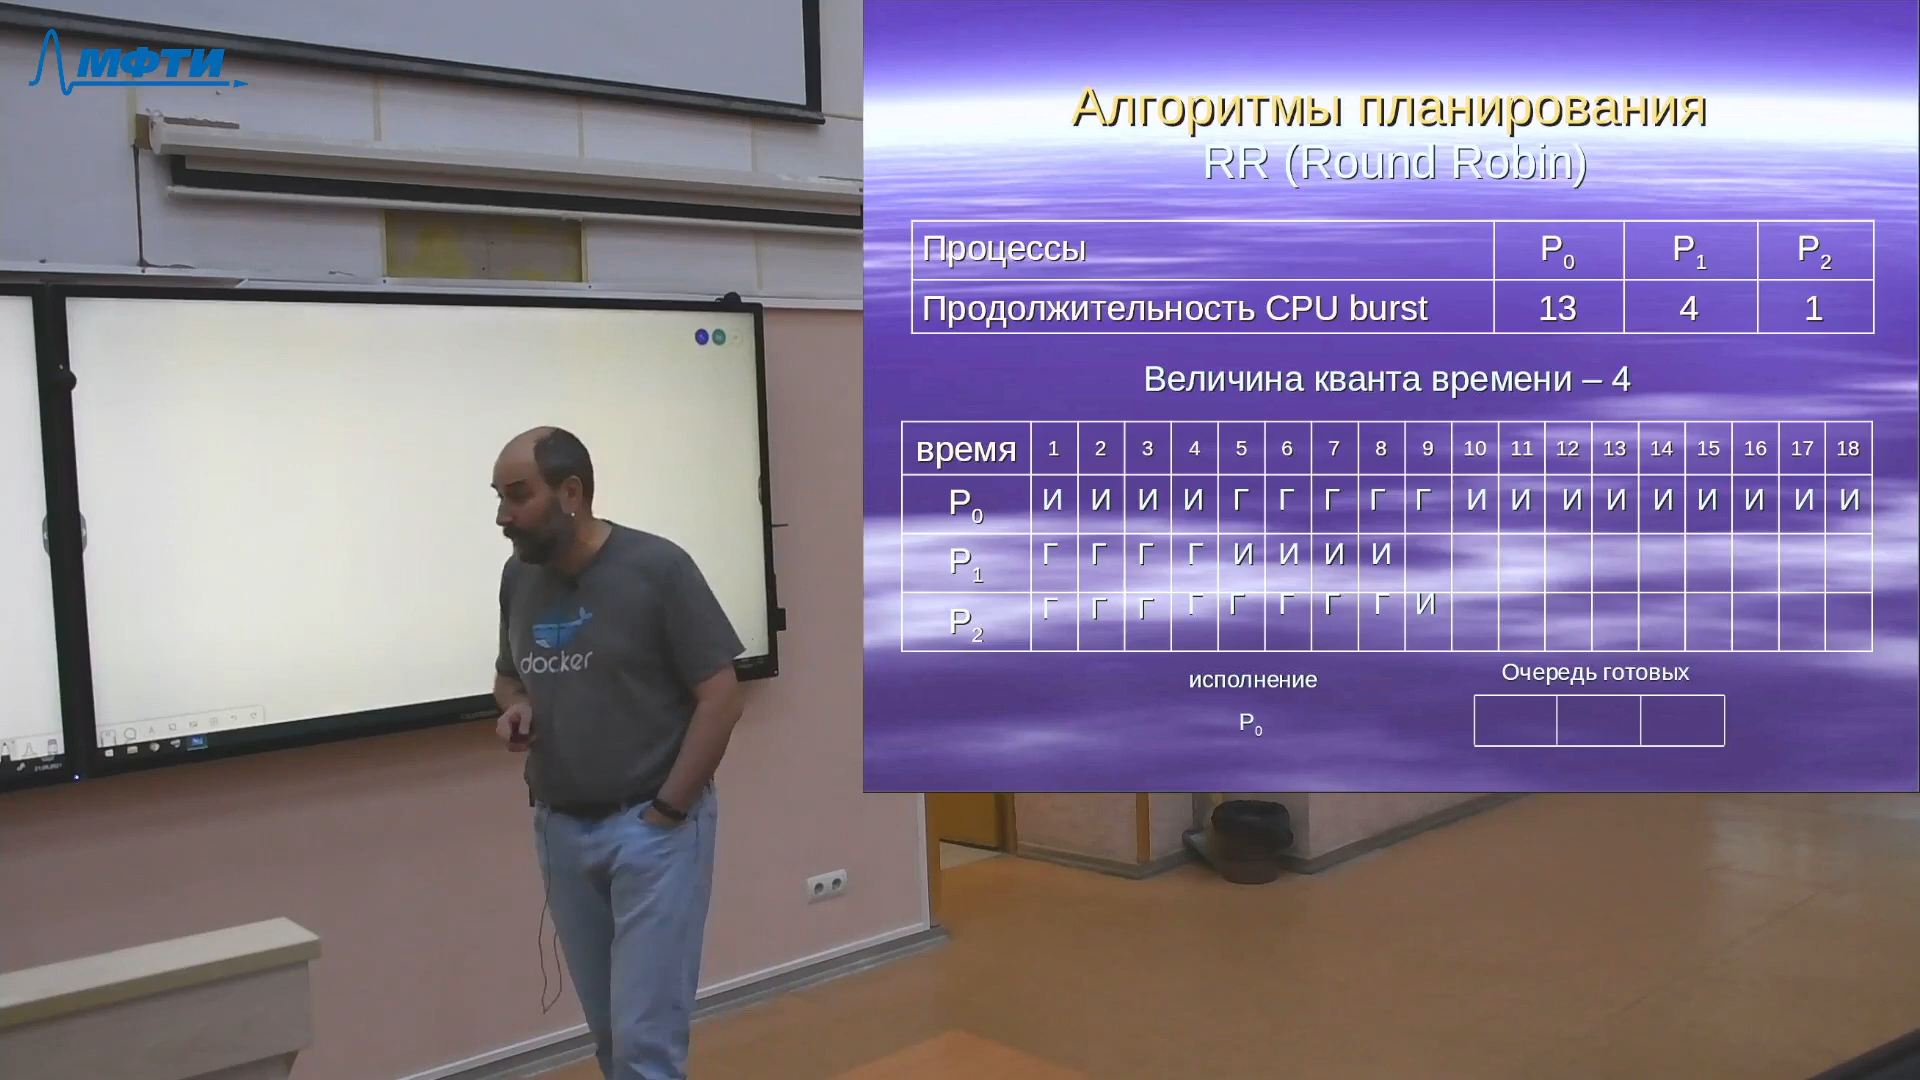 МФТИ
Алгоритмы планирования
RR (Round Robin)
Процессы P0 P1 P2
Продолжительность CPU burst 13 4 1
Величина кванта времени – 4
время 1 2 3 4 5 6 7 8 9 10 11 12 13 14 15 16 17 18
P0 И И И И Г Г Г Г Г И И И И И И И И И
P1 Г Г Г Г И И И И
P2 Г Г Г Г Г Г Г Г И
исполнение
Очередь готовых
P0
docker